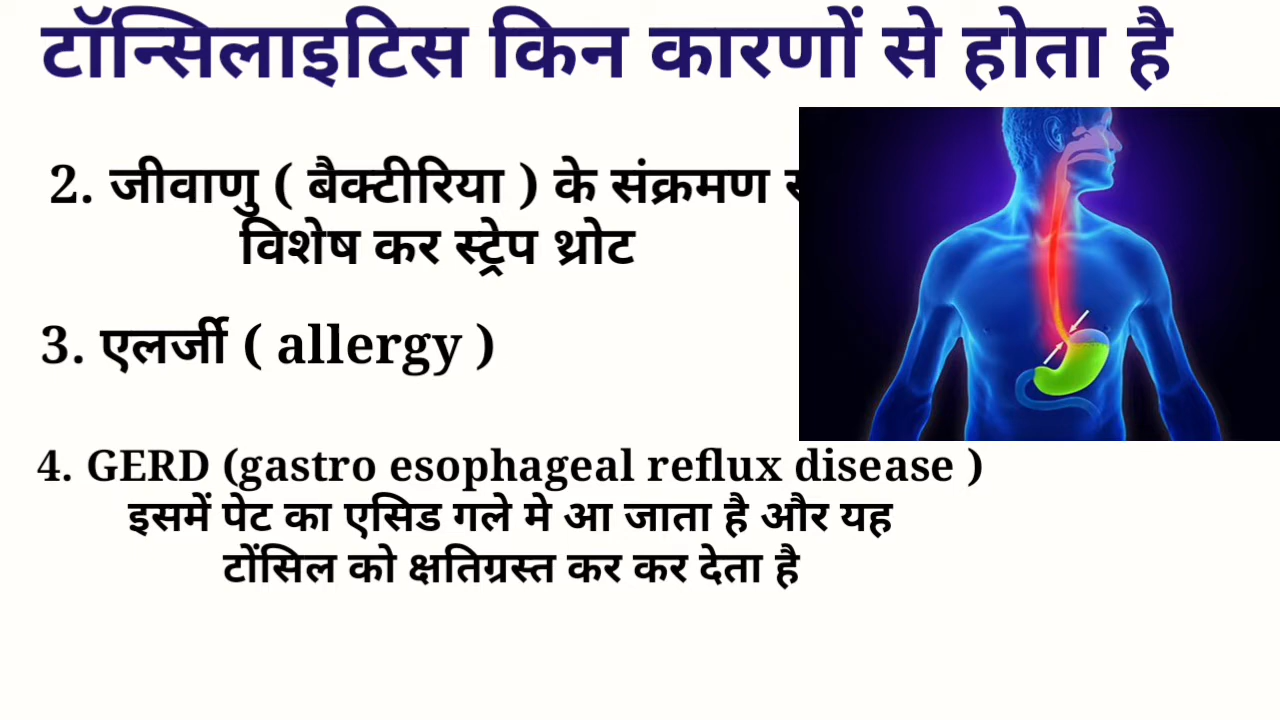 टॉन्सिलाइटिस किन कारणों से होता है
2. जीवाणु ( बैक्टीरिया ) के संक्रमण
विशेष कर स्ट्रेप थ्रोट
3. एलर्जी ( allergy )
4. GERD (gastro esophageal reflux disease )
इसमें पेट का एसिड गले मे आ जाता है और यह
टोंसिल को क्षतिग्रस्त कर कर देता है